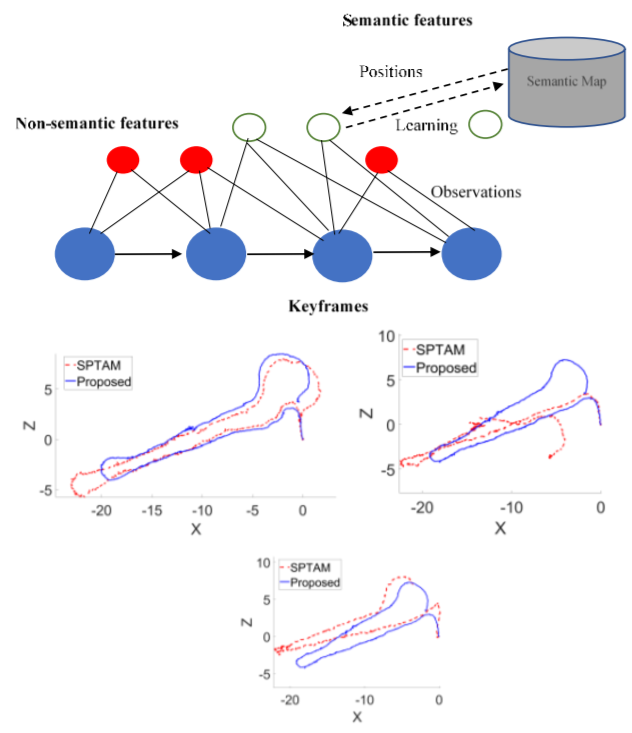 Semantic features
Positions
Semantic Map
Non-semantic features
Learning
Observations
Keyframes
SPTAM
Proposed
5
0
-5
Z
-20
-15
-10
-5
0
X
SPTAM
Proposed
10
5
0
-5
Z
-20
-10
0
X
SPTAM
Proposed
10
5
0
-5
Z
-20
-10
0
X